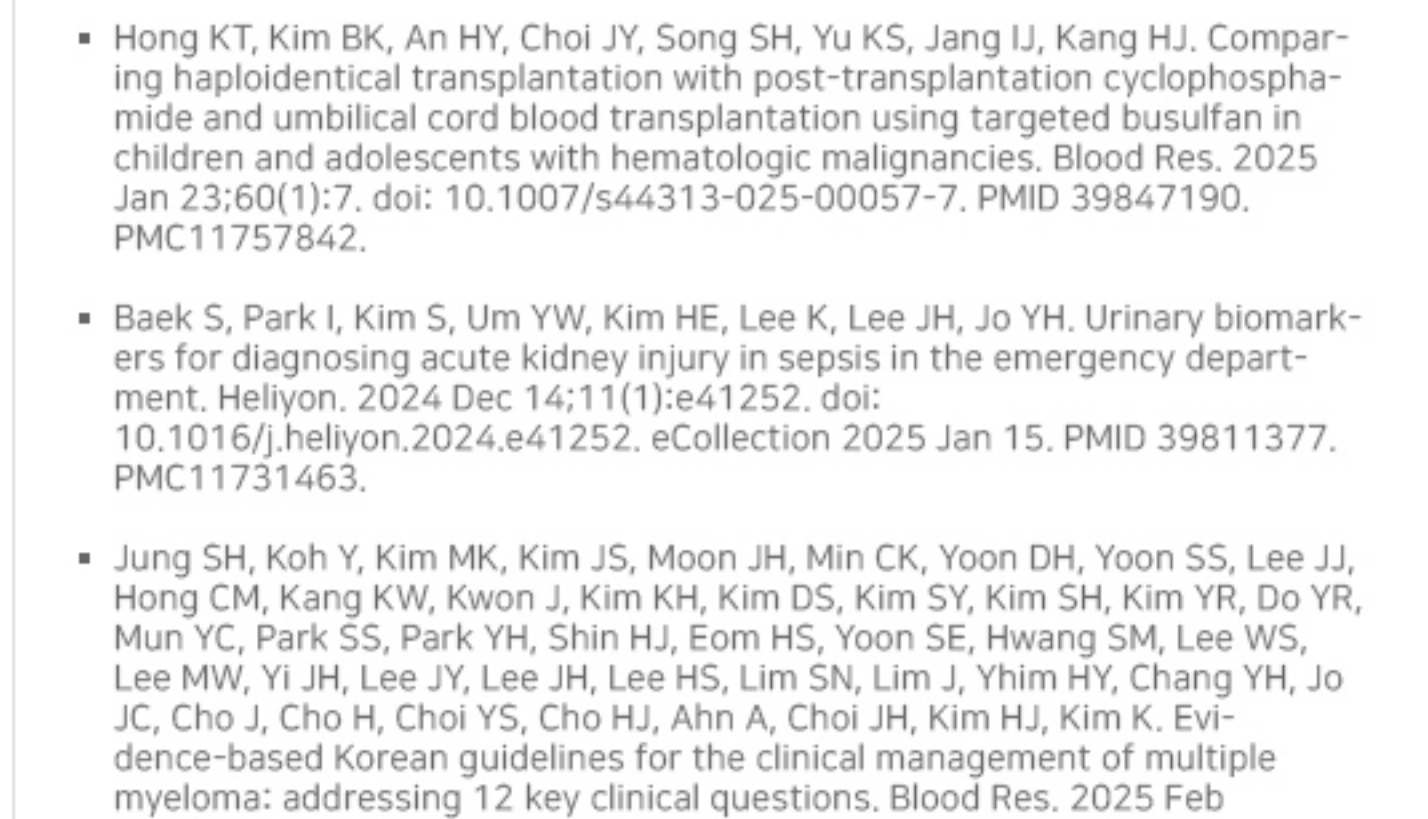 ▪ Hong KT, Kim BK, An HY, Choi JY, Song SH, Yu KS, Jang IJ, Kang HJ. Compar-
ing haploidentical transplantation with post-transplantation cyclophospha-
mide and umbilical cord blood transplantation using targeted busulfan in
children and adolescents with hematologic malignancies. Blood Res. 2025
Jan 23;60(1):7. doi: 10.1007/s44313-025-00057-7. PMID 39847190.
PMC11757842.
▪ Baek S, Park I, Kim S, Um YW, Kim HE, Lee K, Lee JH, Jo YH. Urinary biomark-
ers for diagnosing acute kidney injury in sepsis in the emergency depart-
ment. Heliyon. 2024 Dec 14;11(1):e41252. doi:
10.1016/j.heliyon.2024.e41252. eCollection 2025 Jan 15. PMID 39811377.
PMC11731463.
▪ Jung SH, Koh Y, Kim MK, Kim JS, Moon JH, Min CK, Yoon DH, Yoon SS, Lee JJ,
Hong CM, Kang KW, Kwon J, Kim KH, Kim DS, Kim SY, Kim SH, Kim YR, Do YR,
Mun YC, Park SS, Park YH, Shin HJ, Eom HS, Yoon SE, Hwang SM, Lee WS,
Lee MW, Yi JH, Lee JY, Lee JH, Lee HS, Lim SN, Lim J, Yhim HY, Chang YH, Jo
JC, Cho J, Cho H, Choi YS, Cho HJ, Ahn A, Choi JH, Kim HJ, Kim K. Evi-
dence-based Korean guidelines for the clinical management of multiple
myeloma: addressing 12 key clinical questions. Blood Res. 2025 Feb